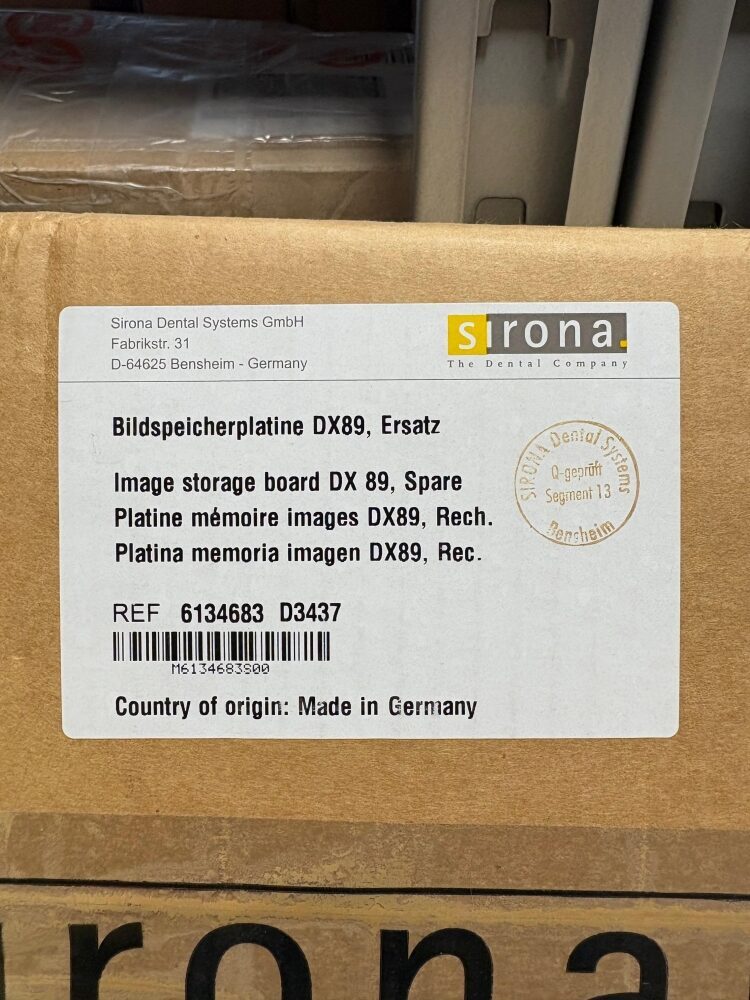 Sirona Dental Systems GmbH
Fabrikstr. 31
D-64625 Bensheim - Germany
sirona.
The Dental Company
Bildspeicherplatine DX89, Ersatz
Image storage board DX 89, Spare
Platine mémoire images DX89, Rech.
Platina memoria imagen DX89, Rec.
SIRONA Dental Systems
Q-geprüft
Segment 13
Bensheim
REF 6134683 D3437
M6134683S00
Country of origin: Made in Germany
irona